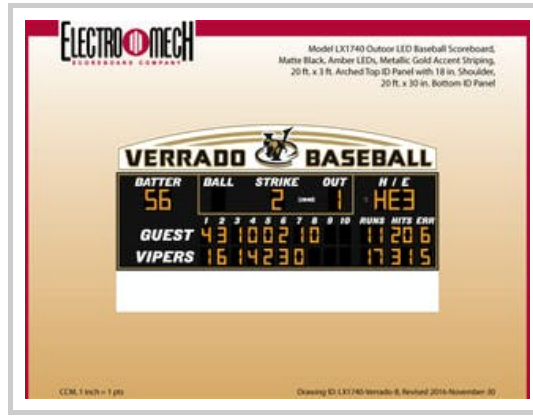 ELECTRO MECH
SCOREBOARD COMPANY
Model LX1740 Outoor LED Baseball Scoreboard,
Matte Black, Amber LEDs, Metallic Gold Accent Striping,
20 ft. x 3 ft. Arched Top ID Panel with 18 in. Shoulder,
20 ft. x 30 in. Bottom ID Panel
VERRADO V BASEBALL
BATTER BALL STRIKE OUT H / E
56 2 1 HE3
1 2 3 4 5 6 7 8 9 10 RUNS HITS ERR
GUEST 4 3 1 0 0 2 1 0 11 20 6
VIPERS 1 6 1 4 2 3 0 17 31 5
CCM, 1 inch = 1 pts
Drawing ID: LX1740-Verrado-8, Revised 2016-November-30